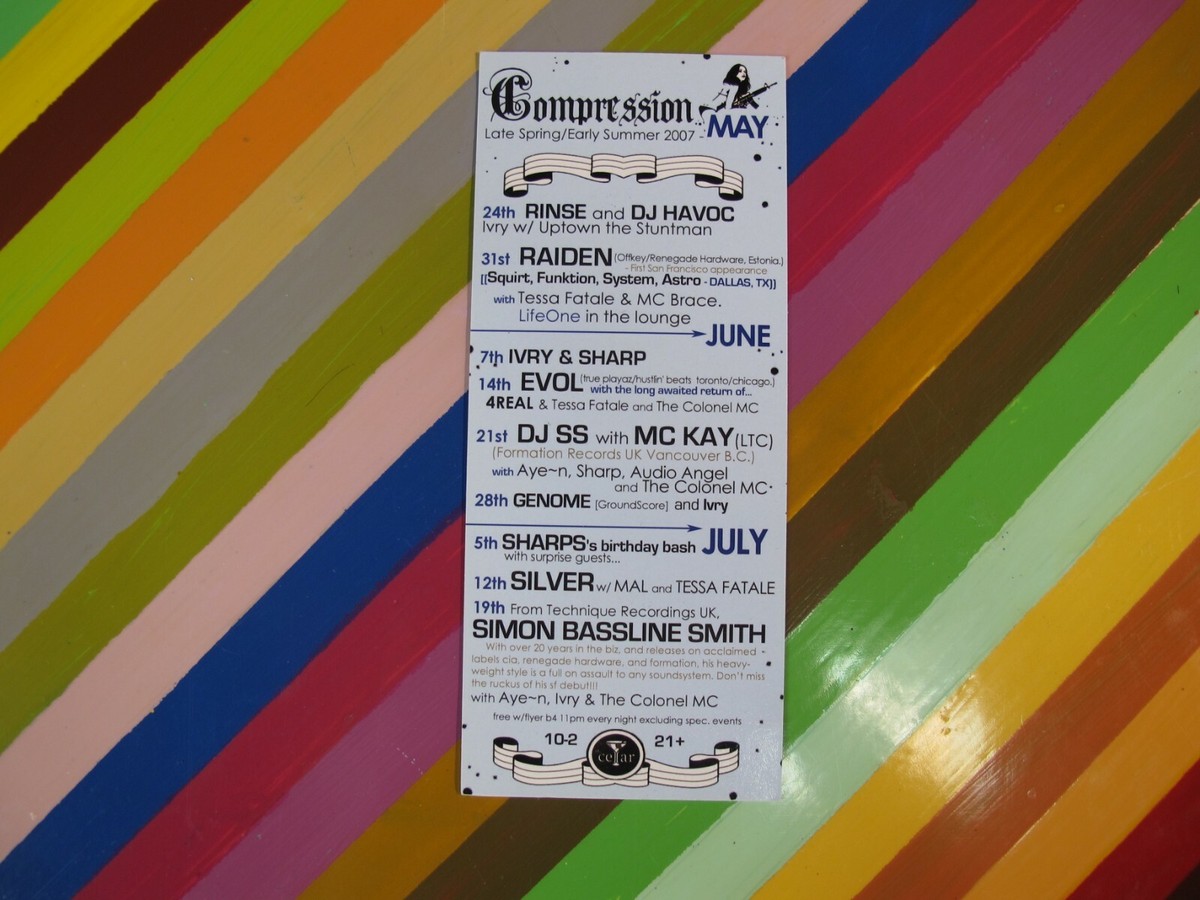 Compression
Late Spring/Early Summer 2007 - MAY
24th RINSE and DJ HAVOC
Ivry w/ Uptown the Stuntman
31st RAIDEN (Offkey/Renegade Hardware, Estonia.)
- First San Francisco appearance
[[Squirt, Funktion, System, Astro - DALLAS, TX]]
with Tessa Fatale & MC Brace.
LifeOne in the lounge
JUNE
7th IVRY & SHARP
14th EVOL (true playaz/hustlin' beats toronto/chicago.)
with the long awaited return of...
4REAL & Tessa Fatale and The Colonel MC
21st DJ SS with MC KAY (LTC)
(Formation Records UK Vancouver B.C.)
with Aye~n, Sharp, Audio Angel
and The Colonel MC
28th GENOME [GroundScore] and Ivry
JULY
5th SHARPS's birthday bash
with surprise guests...
12th SILVER w/ MAL and TESSA FATALE
19th From Technique Recordings UK,
SIMON BASSLINE SMITH
With over 20 years in the biz, and releases on acclaimed
labels cia, renegade hardware, and formation, his heavy-
weight style is a full on assault to any soundsystem. Don't miss
the ruckus of his sf debut!!!
with Aye~n, Ivry & The Colonel MC
free w/flyer b4 11pm every night excluding spec. events
10-2 21+
cellar